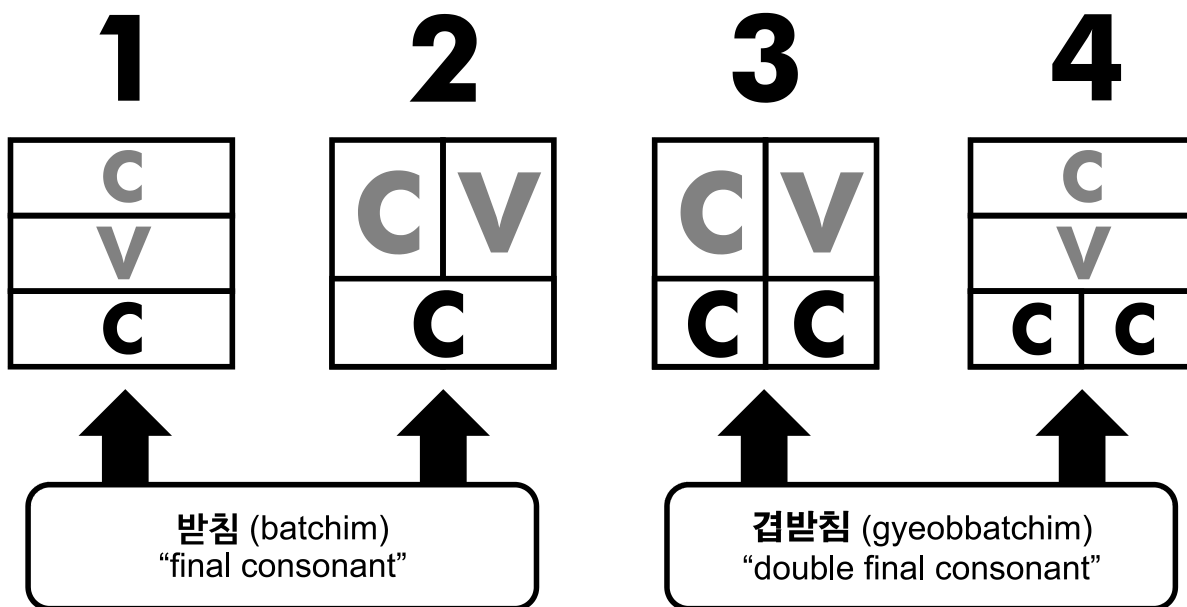 1 2 3 4
C
V
C
C V
C
C V
C C
C
V
C C
받침 (batchim)
“final consonant”
겹받침 (gyeobbatchim)
“double final consonant”